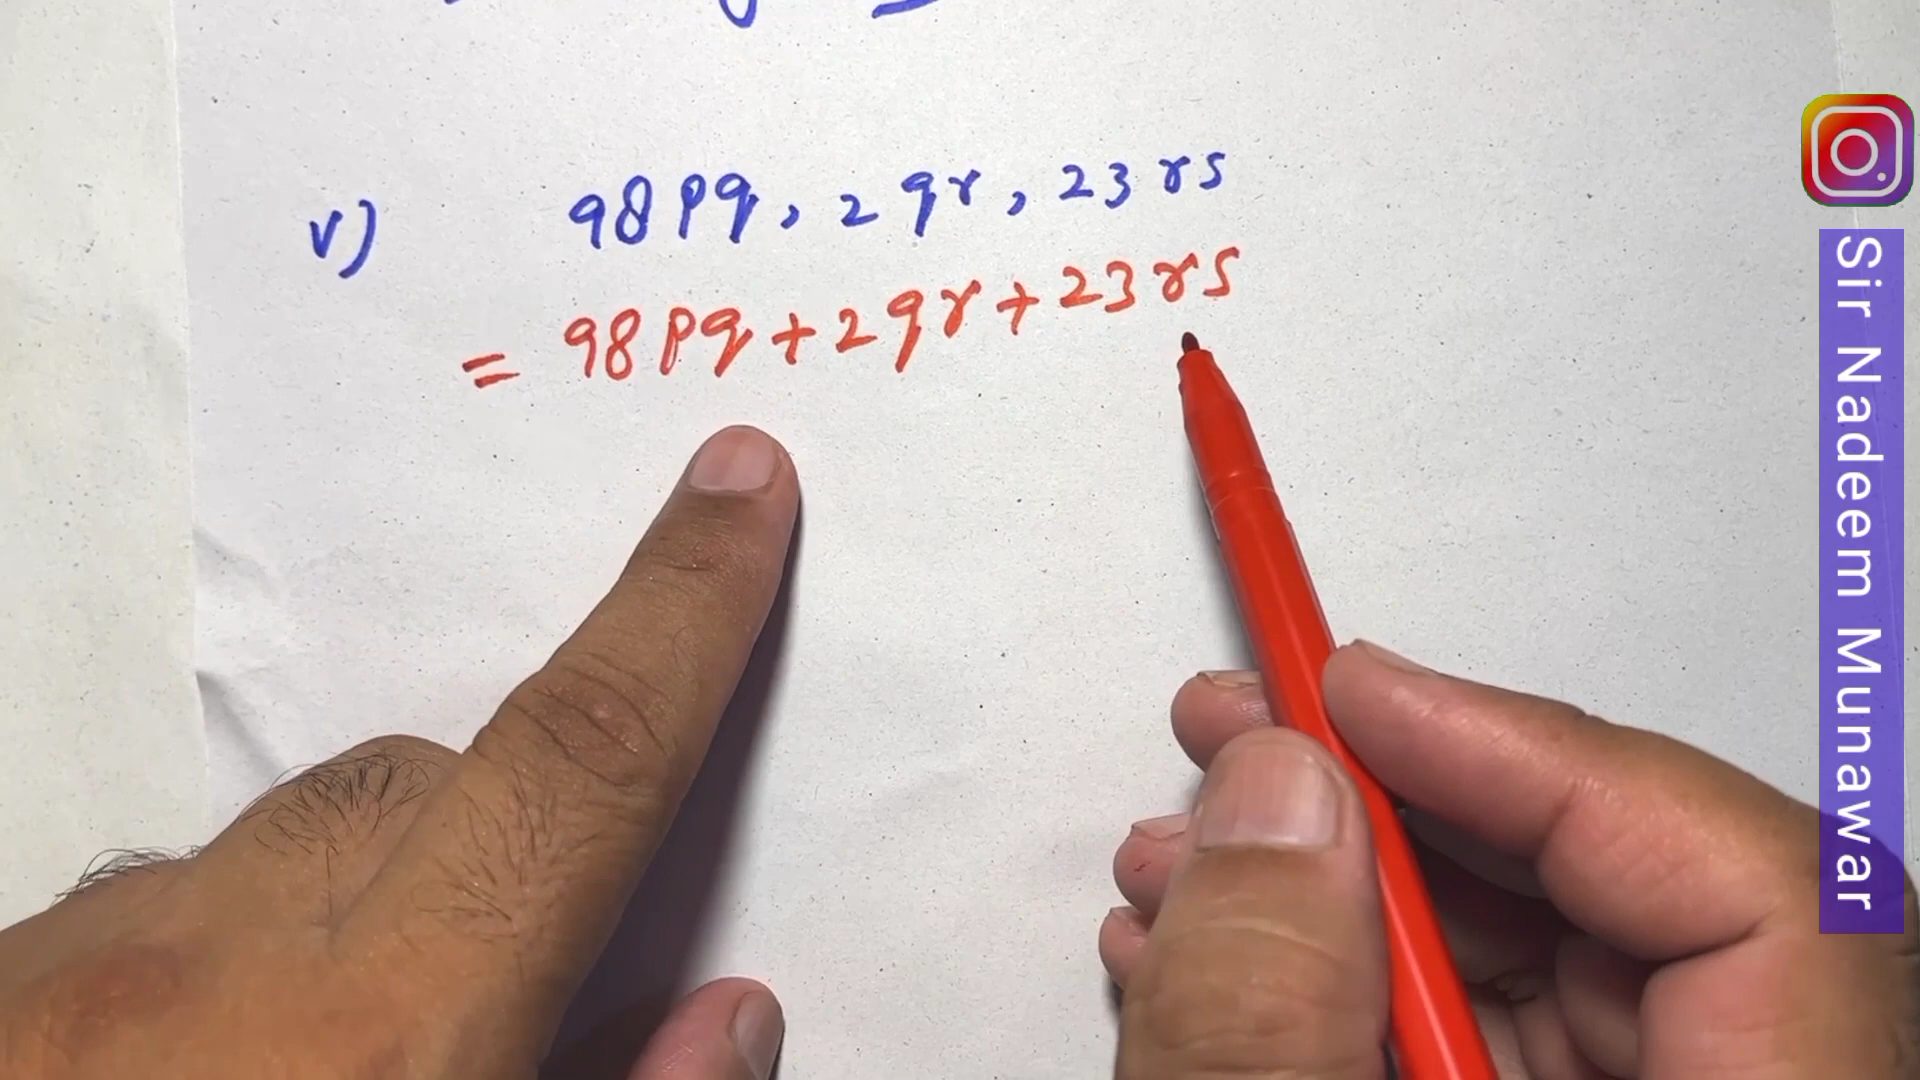 v) 98pq, 2qr, 23rs
= 98pq + 2qr + 23rs
Sir Nadeem Munawar